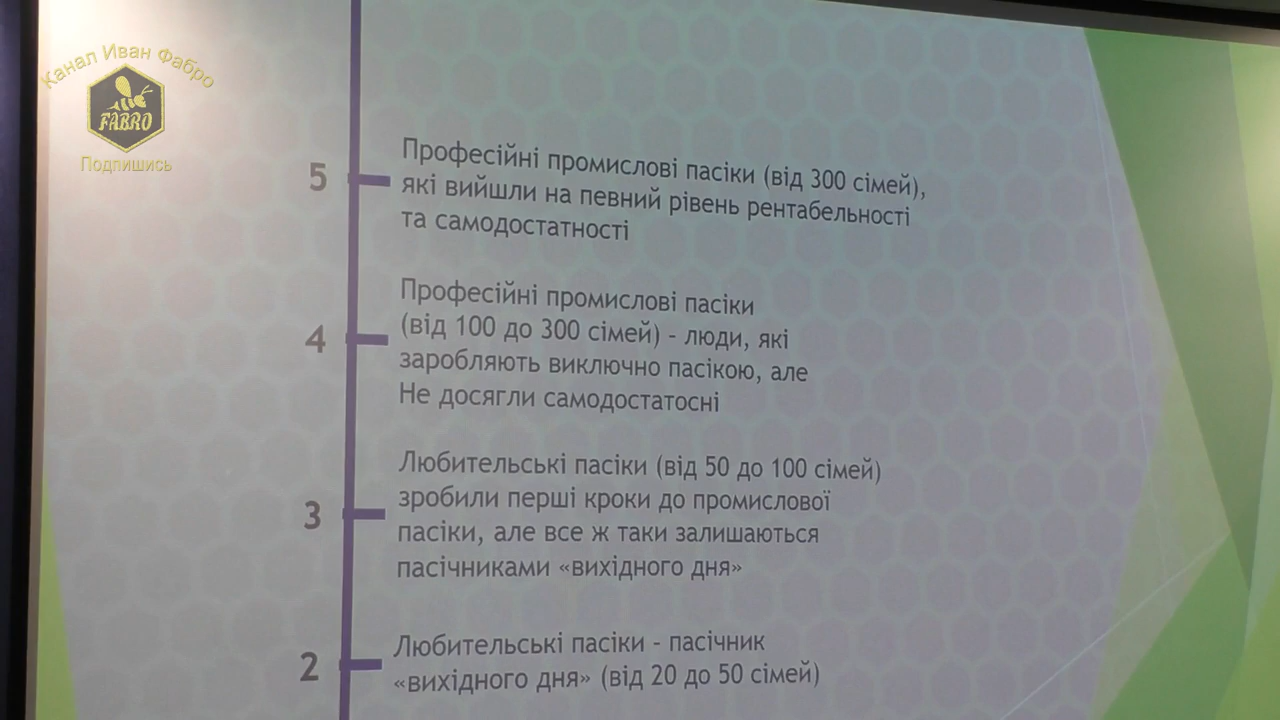 Канал Иван Фабро
FABRO
Подпишись
5
Професійні промислові пасіки (від 300 сімей),
які вийшли на певний рівень рентабельності
та самодостатності
4
Професійні промислові пасіки
(від 100 до 300 сімей) – люди, які
заробляють виключно пасікою, але
Не досягли самодостатосні
3
Любительські пасіки (від 50 до 100 сімей)
зробили перші кроки до промислової
пасіки, але все ж таки залишаються
пасічниками «вихідного дня»
2
Любительські пасіки – пасічник
«вихідного дня» (від 20 до 50 сімей)